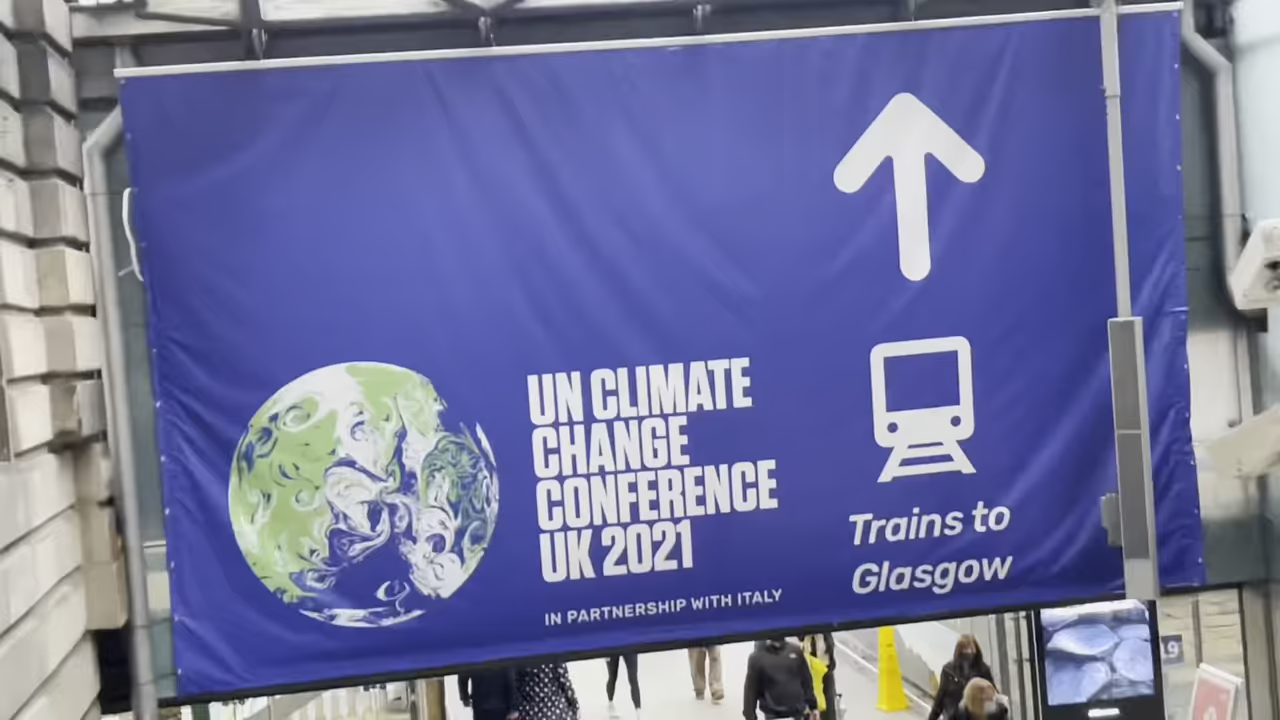 UN CLIMATE
CHANGE
CONFERENCE
UK 2021
IN PARTNERSHIP WITH ITALY
Trains to
Glasgow